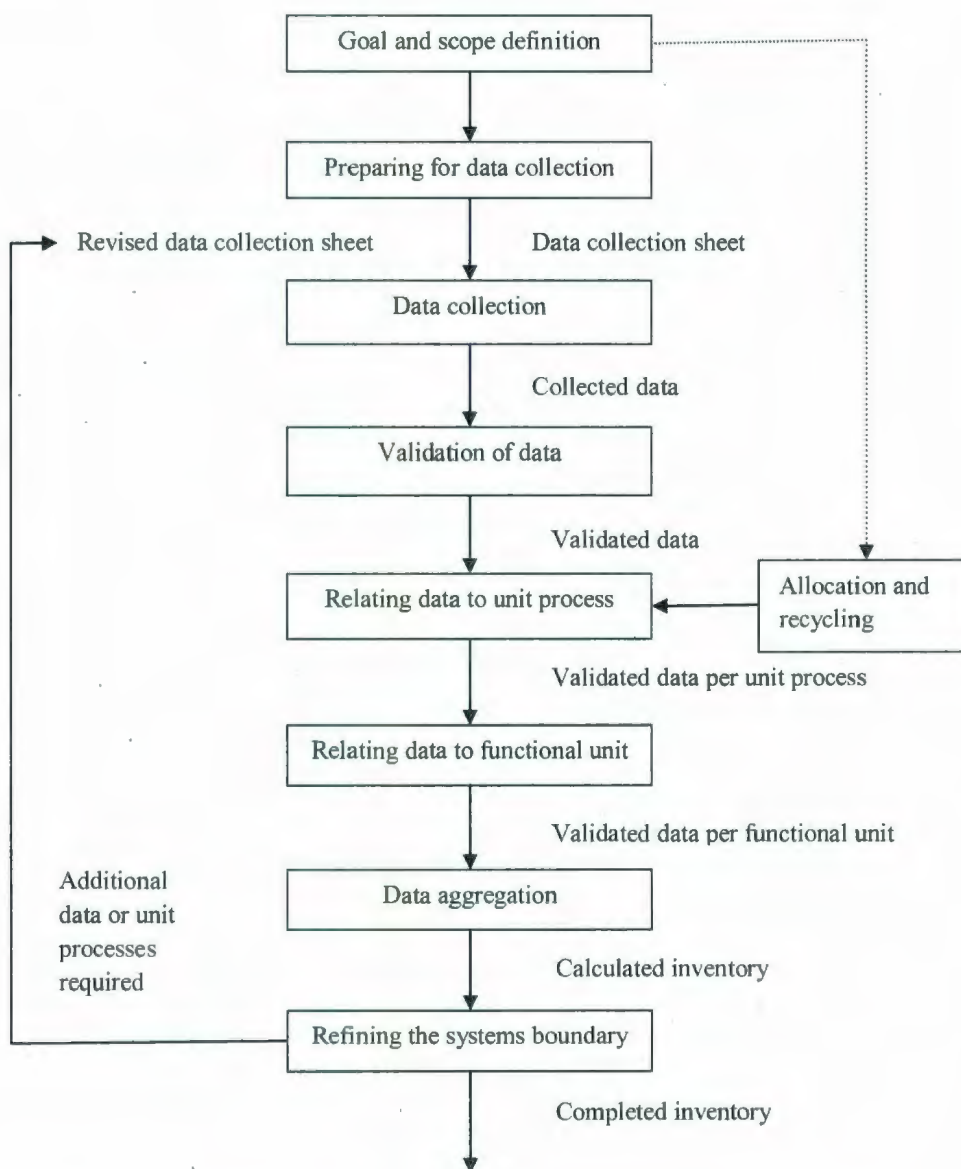 Goal and scope definition
Preparing for data collection
Revised data collection sheet
Data collection sheet
Data collection
Collected data
Validation of data
Validated data
Relating data to unit process
Allocation and
recycling
Validated data per unit process
Relating data to functional unit
Validated data per functional unit
Additional
data or unit
processes
required
Data aggregation
Calculated inventory
Refining the systems boundary
Completed inventory